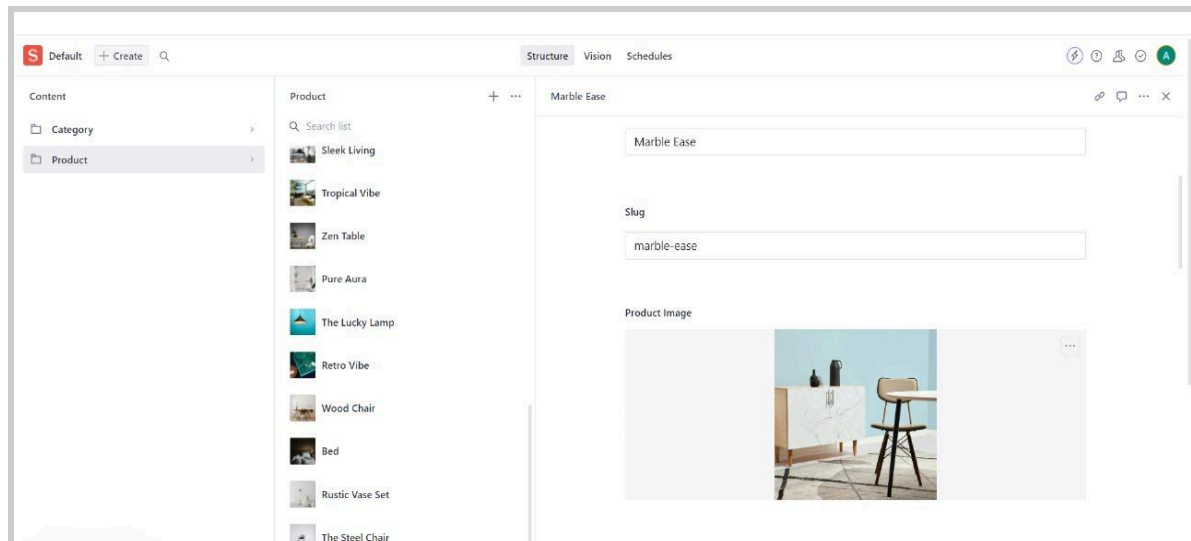 S Default + Create Structure Vision Schedules A
Content
Category
Product
Product
Search list
Sleek Living
Tropical Vibe
Zen Table
Pure Aura
The Lucky Lamp
Retro Vibe
Wood Chair
Bed
Rustic Vase Set
The Steel Chair
Marble Ease
Marble Ease
Slug
marble-ease
Product Image